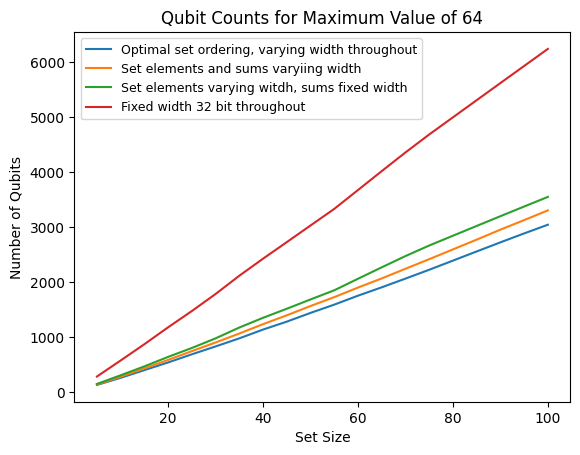 Qubit Counts for Maximum Value of 64
Optimal set ordering, varying width throughout
Set elements and sums varyiing width
Set elements varying witdh, sums fixed width
Fixed width 32 bit throughout
Number of Qubits
6000
5000
4000
3000
2000
1000
0
20
40
60
80
100
Set Size